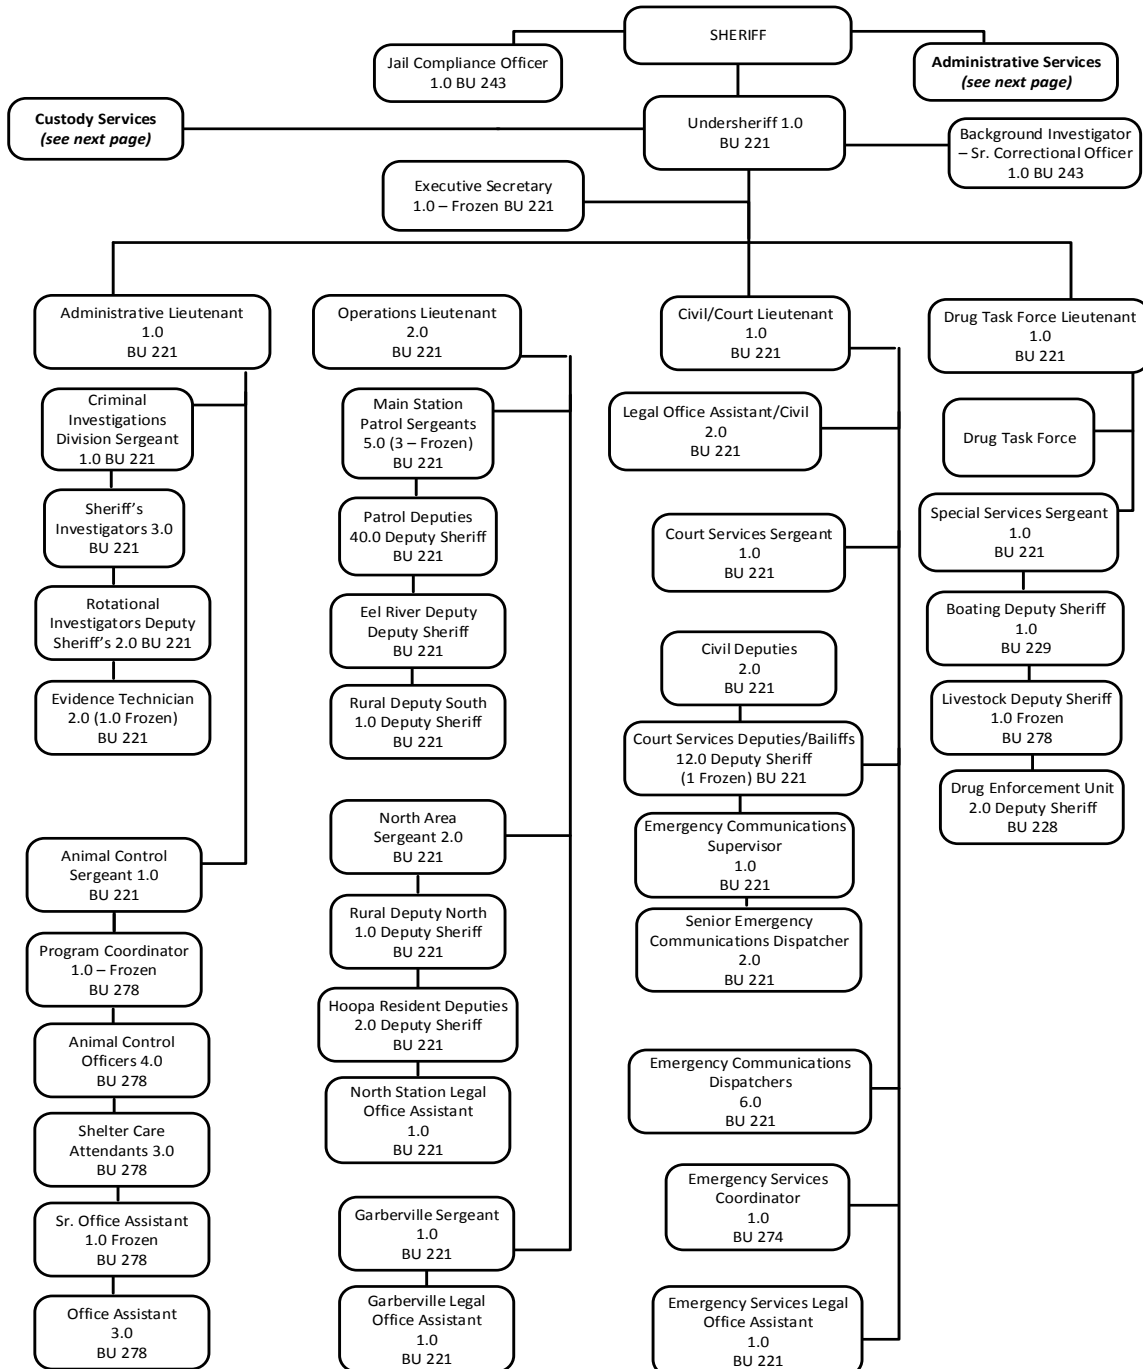 SHERIFF
Jail Compliance Officer
1.0 BU 243
Administrative Services
(see next page)
Custody Services
(see next page)
Undersheriff 1.0
BU 221
Background Investigator
– Sr. Correctional Officer
1.0 BU 243
Executive Secretary
1.0 – Frozen BU 221
Administrative Lieutenant
1.0
BU 221
Criminal
Investigations
Division Sergeant
1.0 BU 221
Sheriff’s
Investigators 3.0
BU 221
Rotational
Investigators Deputy
Sheriff’s 2.0 BU 221
Evidence Technician
2.0 (1.0 Frozen)
BU 221
Animal Control
Sergeant 1.0
BU 221
Program Coordinator
1.0 – Frozen
BU 278
Animal Control
Officers 4.0
BU 278
Shelter Care
Attendants 3.0
BU 278
Sr. Office Assistant
1.0 Frozen
BU 278
Office Assistant
3.0
BU 278
Operations Lieutenant
2.0
BU 221
Main Station
Patrol Sergeants
5.0 (3 – Frozen)
BU 221
Patrol Deputies
40.0 Deputy Sheriff
BU 221
Eel River Deputy
Deputy Sheriff
BU 221
Rural Deputy South
1.0 Deputy Sheriff
BU 221
North Area
Sergeant 2.0
BU 221
Rural Deputy North
1.0 Deputy Sheriff
BU 221
Hoopa Resident Deputies
2.0 Deputy Sheriff
BU 221
North Station Legal
Office Assistant
1.0
BU 221
Garberville Sergeant
1.0
BU 221
Garberville Legal
Office Assistant
1.0
BU 221
Civil/Court Lieutenant
1.0
BU 221
Legal Office Assistant/Civil
2.0
BU 221
Court Services Sergeant
1.0
BU 221
Civil Deputies
2.0
BU 221
Court Services Deputies/Bailiffs
12.0 Deputy Sheriff
(1 Frozen) BU 221
Emergency Communications
Supervisor
1.0
BU 221
Senior Emergency
Communications Dispatcher
2.0
BU 221
Emergency Communications
Dispatchers
6.0
BU 221
Emergency Services
Coordinator
1.0
BU 274
Emergency Services Legal
Office Assistant
1.0
BU 221
Drug Task Force Lieutenant
1.0
BU 221
Drug Task Force
Special Services Sergeant
1.0
BU 221
Boating Deputy Sheriff
1.0
BU 229
Livestock Deputy Sheriff
1.0 Frozen
BU 278
Drug Enforcement Unit
2.0 Deputy Sheriff
BU 228